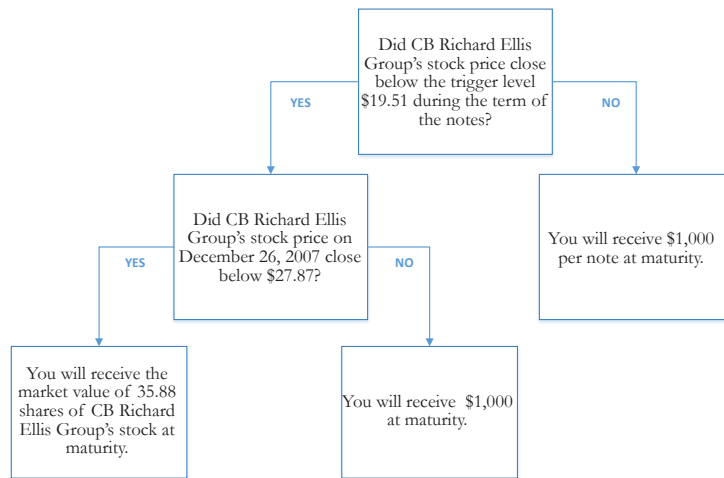 Did CB Richard Ellis
Group's stock price close
below the trigger level
$19.51 during the term of
the notes?
YES
NO
Did CB Richard Ellis
Group's stock price on
December 26, 2007 close
below $27.87?
You will receive $1,000
per note at maturity.
YES
NO
You will receive the
market value of 35.88
shares of CB Richard
Ellis Group's stock at
maturity.
You will receive $1,000
at maturity.